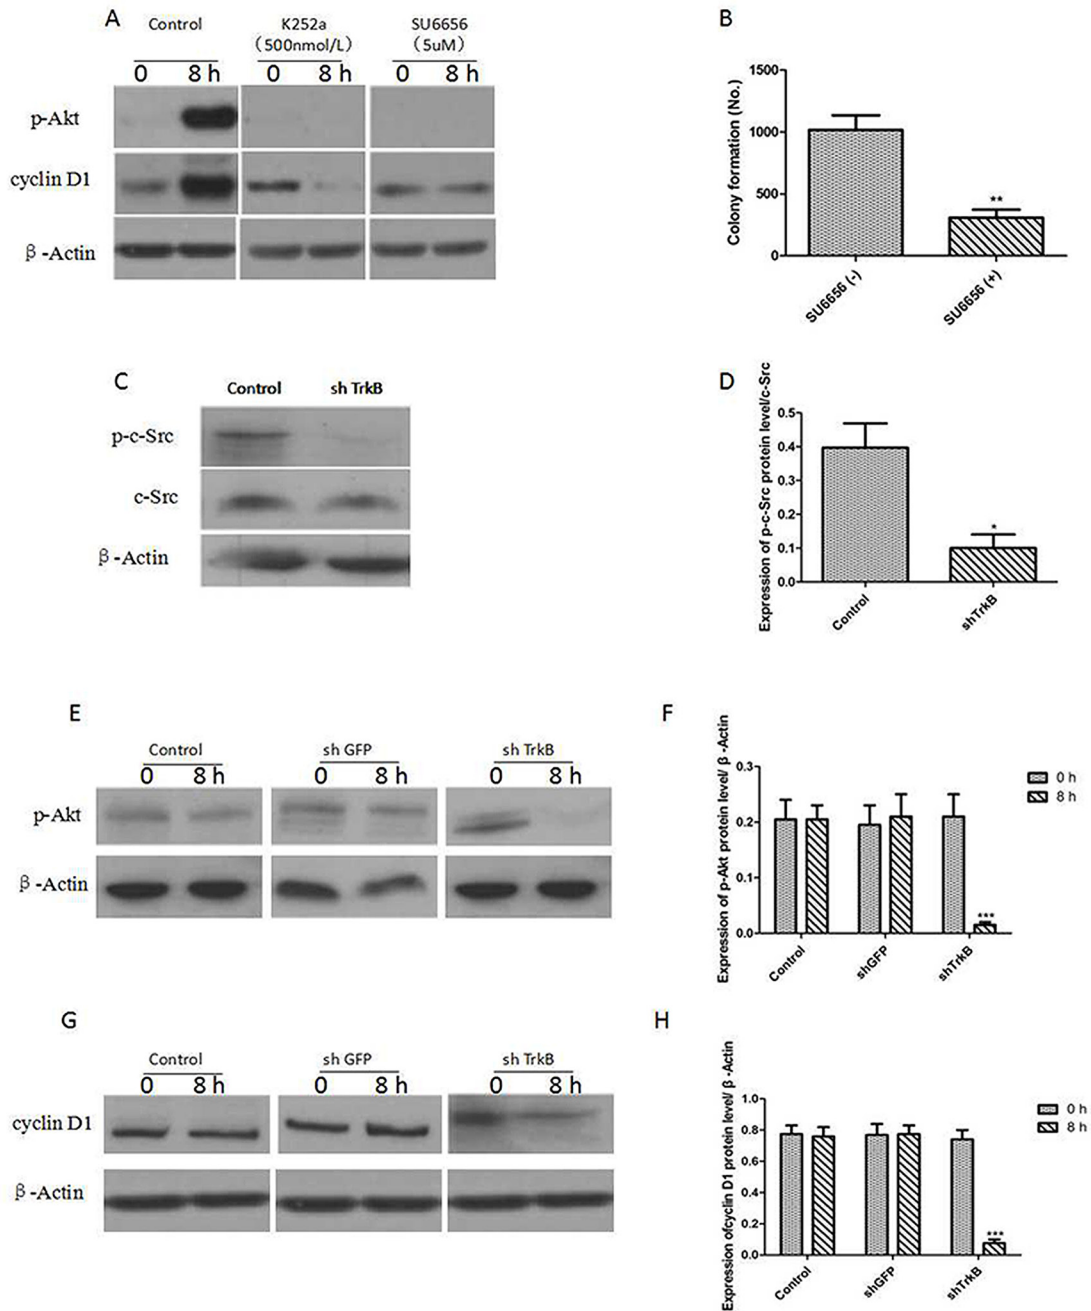 A
Control
K252a
(500nmol/L)
SU6656
(5uM)
0 8 h 0 8 h 0 8 h
p-Akt
cyclin D1
β-Actin
B
Colony formation (No.)
1500
1000
500
0
**
SU6656 (-)
SU6656 (+)
C
Control sh TrkB
p-c-Src
c-Src
β-Actin
D
Expression of p-c-Src protein level/c-Src
0.5
0.4
0.3
0.2
0.1
0.0
*
Control
shTrkB
E
Control sh GFP sh TrkB
0 8 h 0 8 h 0 8 h
p-Akt
β-Actin
F
Expression of p-Akt protein level/ β-Actin
0.3
0.2
0.1
0.0
***
Control
shGFP
shTrkB
0 h
8 h
G
Control sh GFP sh TrkB
0 8 h 0 8 h 0 8 h
cyclin D1
β-Actin
H
Expression ofcyclin D1 protein level/ β-Actin
1.0
0.8
0.6
0.4
0.2
0.0
***
Control
shGFP
shTrkB
0 h
8 h